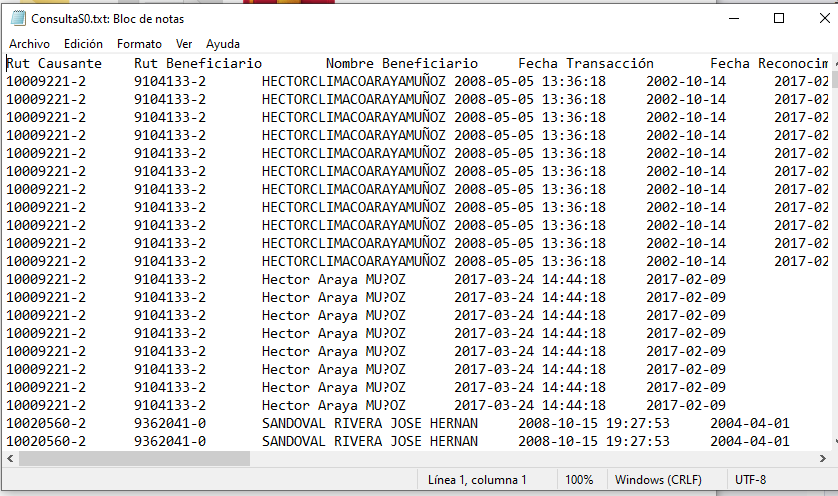 ConsultaS0.txt: Bloc de notas
Archivo Edición Formato Ver Ayuda
Rut Causante Rut Beneficiario Nombre Beneficiario Fecha Transacción Fecha Reconocim
10009221-2 9104133-2 HECTORCLIMACOARAYAMUÑOZ 2008-05-05 13:36:18 2002-10-14 2017-02
10009221-2 9104133-2 HECTORCLIMACOARAYAMUÑOZ 2008-05-05 13:36:18 2002-10-14 2017-02
10009221-2 9104133-2 HECTORCLIMACOARAYAMUÑOZ 2008-05-05 13:36:18 2002-10-14 2017-02
10009221-2 9104133-2 HECTORCLIMACOARAYAMUÑOZ 2008-05-05 13:36:18 2002-10-14 2017-02
10009221-2 9104133-2 HECTORCLIMACOARAYAMUÑOZ 2008-05-05 13:36:18 2002-10-14 2017-02
10009221-2 9104133-2 HECTORCLIMACOARAYAMUÑOZ 2008-05-05 13:36:18 2002-10-14 2017-02
10009221-2 9104133-2 HECTORCLIMACOARAYAMUÑOZ 2008-05-05 13:36:18 2002-10-14 2017-02
10009221-2 9104133-2 HECTORCLIMACOARAYAMUÑOZ 2008-05-05 13:36:18 2002-10-14 2017-02
10009221-2 9104133-2 HECTORCLIMACOARAYAMUÑOZ 2008-05-05 13:36:18 2002-10-14 2017-02
10009221-2 9104133-2 HECTORCLIMACOARAYAMUÑOZ 2008-05-05 13:36:18 2002-10-14 2017-02
10009221-2 9104133-2 HECTORCLIMACOARAYAMUÑOZ 2008-05-05 13:36:18 2002-10-14 2017-02
10009221-2 9104133-2 Hector Araya MU?OZ 2017-03-24 14:44:18 2017-02-09
10009221-2 9104133-2 Hector Araya MU?OZ 2017-03-24 14:44:18 2017-02-09
10009221-2 9104133-2 Hector Araya MU?OZ 2017-03-24 14:44:18 2017-02-09
10009221-2 9104133-2 Hector Araya MU?OZ 2017-03-24 14:44:18 2017-02-09
10009221-2 9104133-2 Hector Araya MU?OZ 2017-03-24 14:44:18 2017-02-09
10009221-2 9104133-2 Hector Araya MU?OZ 2017-03-24 14:44:18 2017-02-09
10009221-2 9104133-2 Hector Araya MU?OZ 2017-03-24 14:44:18 2017-02-09
10009221-2 9104133-2 Hector Araya MU?OZ 2017-03-24 14:44:18 2017-02-09
10020560-2 9362041-0 SANDOVAL RIVERA JOSE HERNAN 2008-10-15 19:27:53 2004-04-01
10020560-2 9362041-0 SANDOVAL RIVERA JOSE HERNAN 2008-10-15 19:27:53 2004-04-01
Línea 1, columna 1 100% Windows (CRLF) UTF-8